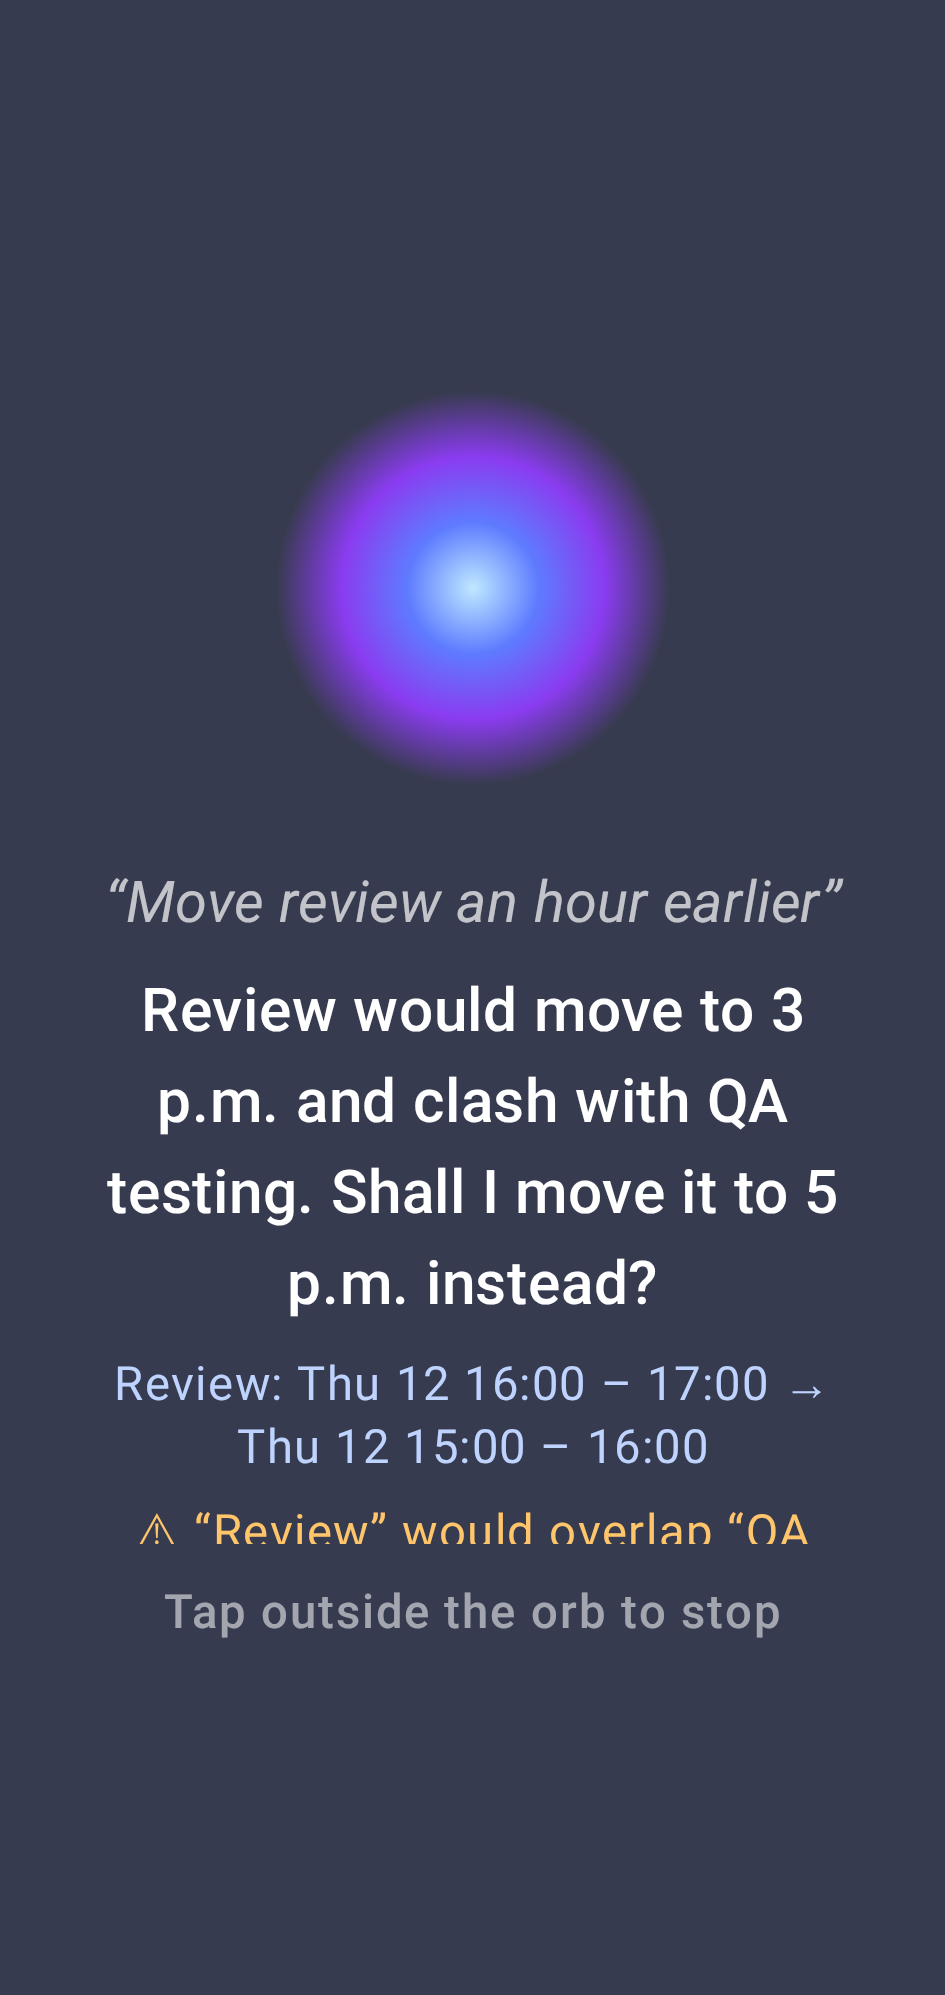 “Move review an hour earlier”
Review would move to 3
p.m. and clash with QA
testing. Shall I move it to 5
p.m. instead?
Review: Thu 12 16:00 – 17:00 →
Thu 12 15:00 – 16:00
⚠ “Review” would overlap “QA
Tap outside the orb to stop